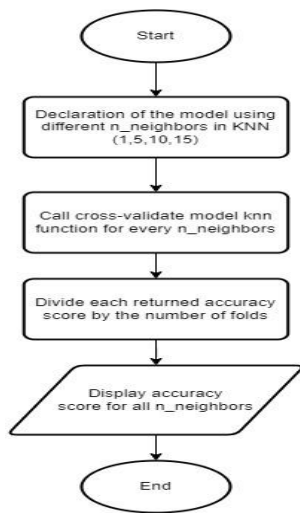 Start
Declaration of the model using
different n_neighbors in KNN
(1,5,10,15)
Call cross-validate model knn
function for every n_neighbors
Divide each returned accuracy
score by the number of folds
Display accuracy
score for all n_neighbors
End